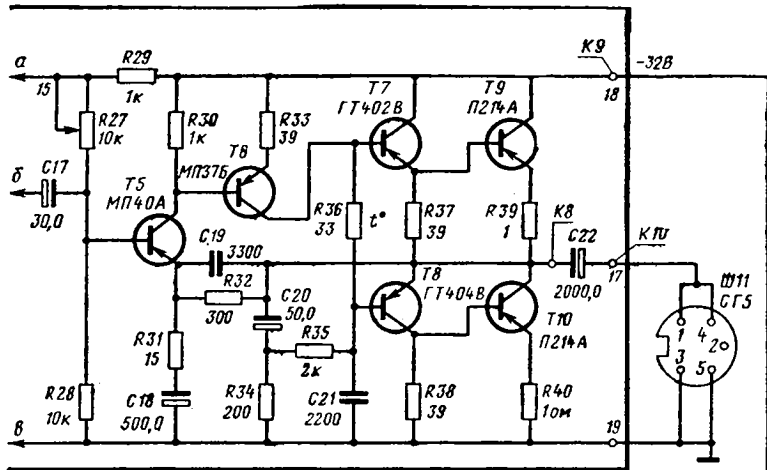 К9
-32В
а
R29
Т7
Т9
15
1к
ГТ402В
П214А
18
R27
10к
R30
1к
R33
39
Т8
МП37Б
С17
б
30,0
Т5
МП40А
R36
33
t°
R37
39
R39
1
К8
С22
К10
С19
3300
R32
300
С20
50,0
Т8
ГТ404В
2000,0
17
Ш11
СГ5
R31
15
R35
2к
Т10
П214А
1
4
2
3
5
R28
10к
С18
500,0
R34
200
С21
2200
R38
39
R40
1ом
в
19